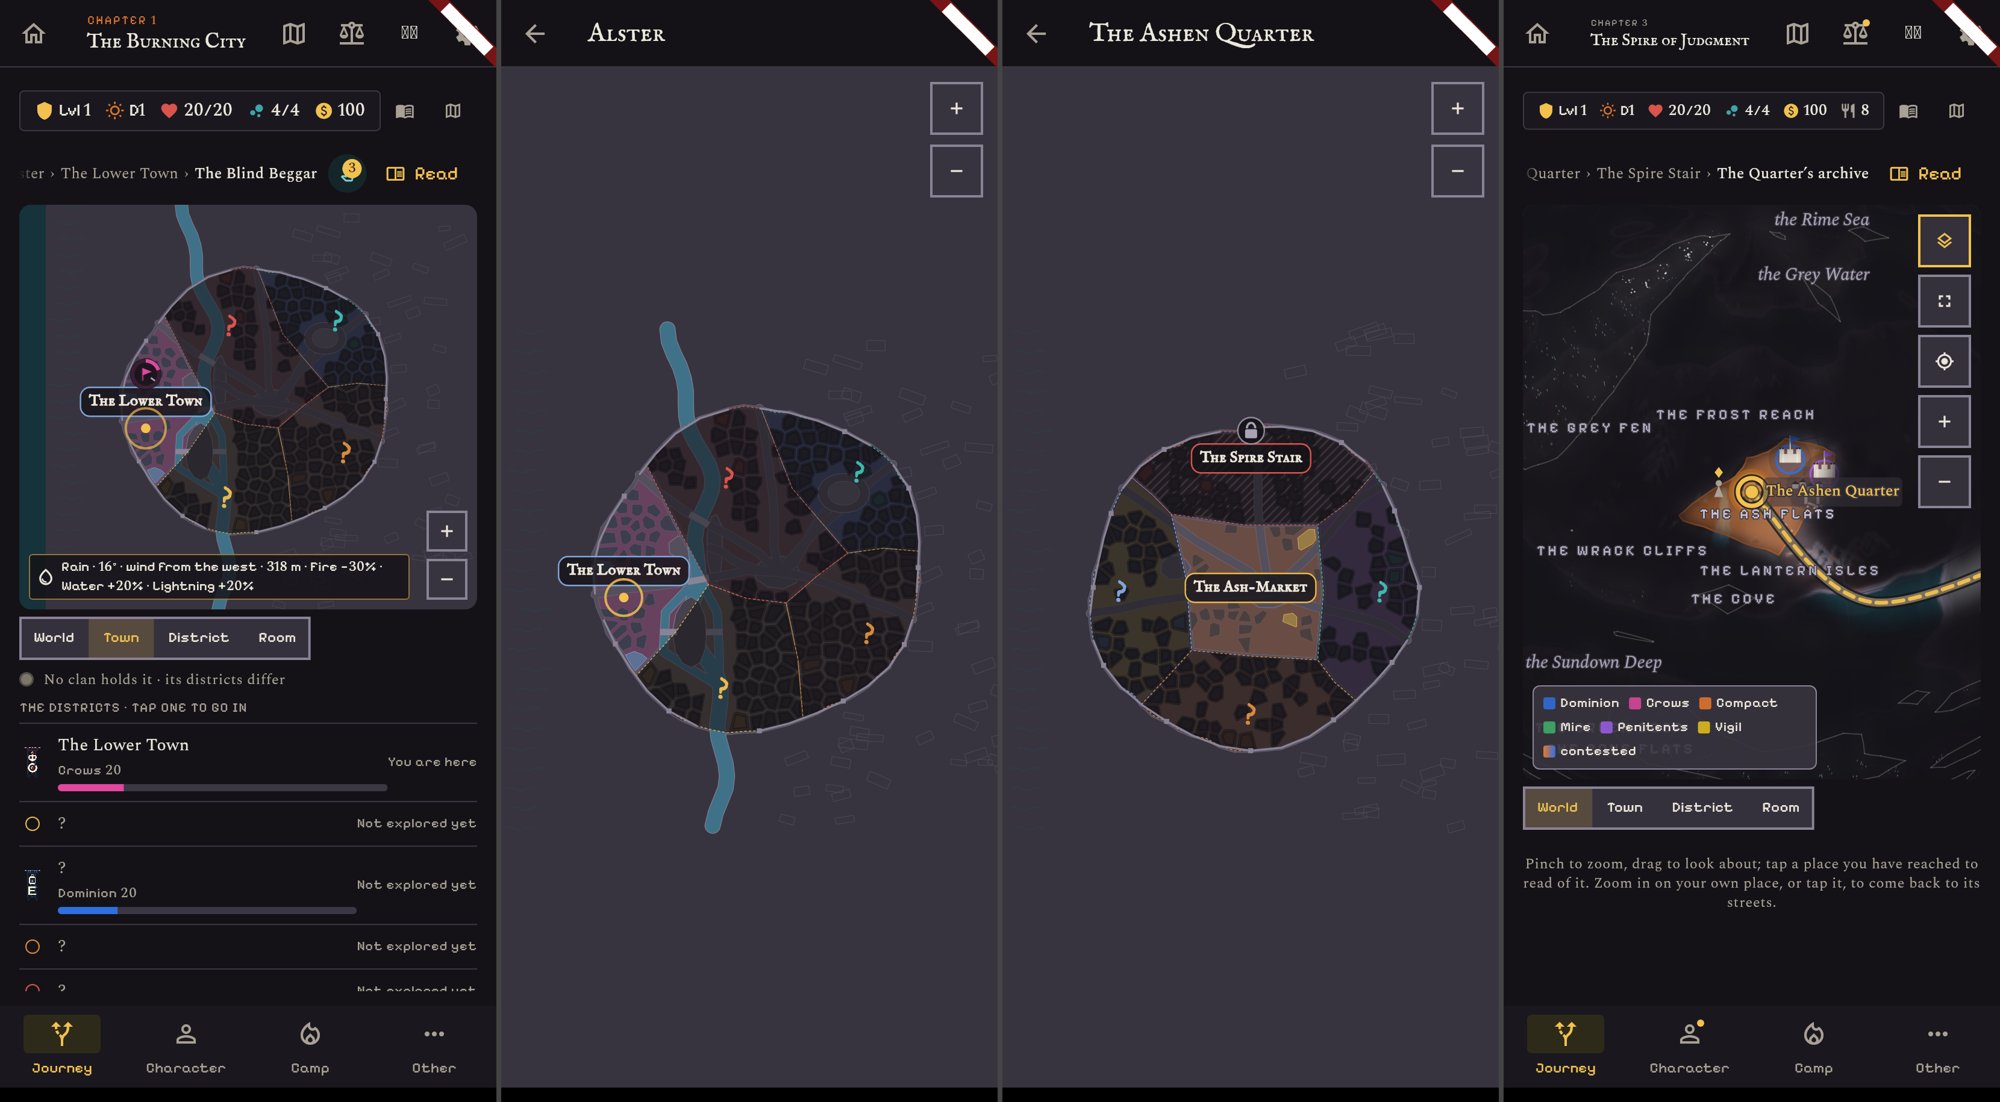 CHAPTER 1
The Burning City
Lvl 1 D1 20/20 4/4 100
ster › The Lower Town › The Blind Beggar 3 Read
?
?
The Lower Town
?
?
Rain · 16° · wind from the west · 318 m · Fire -30% ·
Water +20% · Lightning +20%
+
−
World Town District Room
No clan holds it · its districts differ
THE DISTRICTS · TAP ONE TO GO IN
The Lower Town
Crows 20
You are here
? Not explored yet
?
Dominion 20
Not explored yet
? Not explored yet
? Not explored yet
Journey Character Camp Other
Alster
+
−
?
?
The Lower Town
?
?
The Ashen Quarter
+
−
The Spire Stair
?
The Ash-Market
?
?
CHAPTER 3
The Spire of Judgment
Lvl 1 D1 20/20 4/4 100 8
Quarter › The Spire Stair › The Quarter's archive Read
the Rime Sea
the Grey Water
THE FROST REACH
THE GREY FEN
The Ashen Quarter
THE ASH FLATS
THE WRACK CLIFFS
THE LANTERN ISLES
THE COVE
the Sundown Deep
+
−
Dominion Crows Compact
Mire Penitents Vigil
contested
World Town District Room
Pinch to zoom, drag to look about; tap a place you have reached to
read of it. Zoom in on your own place, or tap it, to come back to its
streets.
Journey Character Camp Other